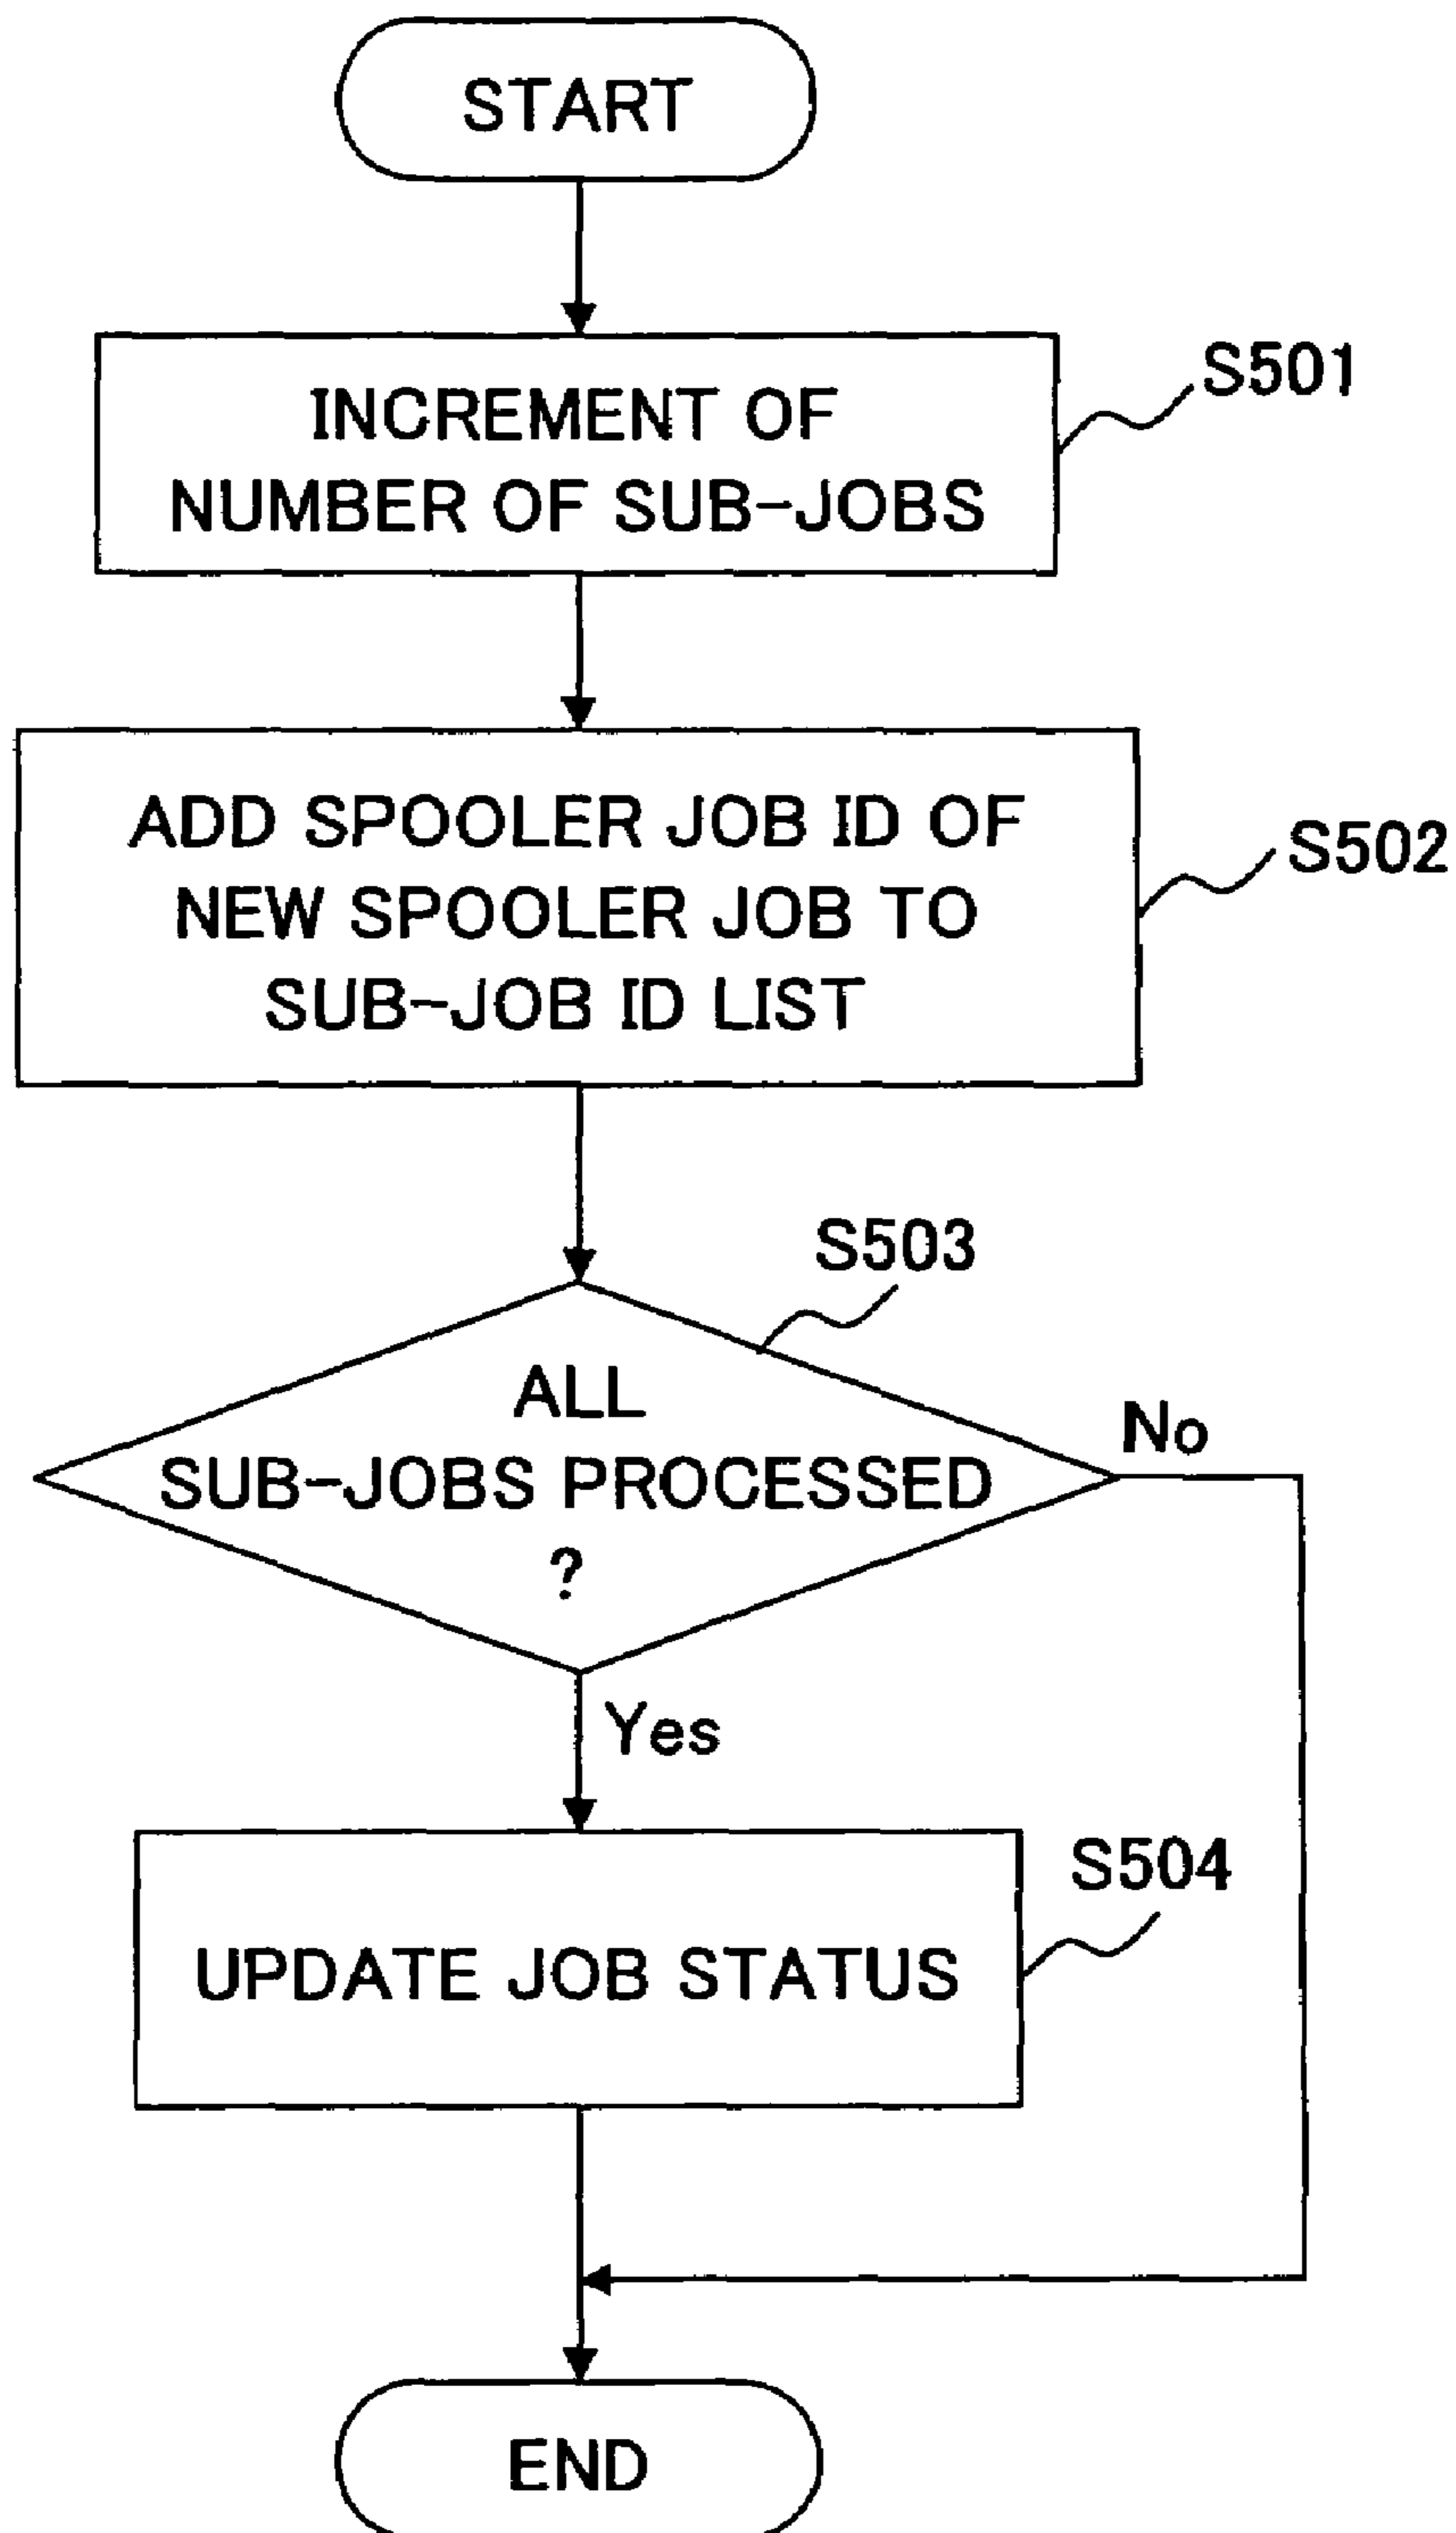 START
INCREMENT OF
NUMBER OF SUB-JOBS
S501
ADD SPOOLER JOB ID OF
NEW SPOOLER JOB TO
SUB-JOB ID LIST
S502
S503
ALL
SUB-JOBS PROCESSED
?
No
Yes
S504
UPDATE JOB STATUS
END